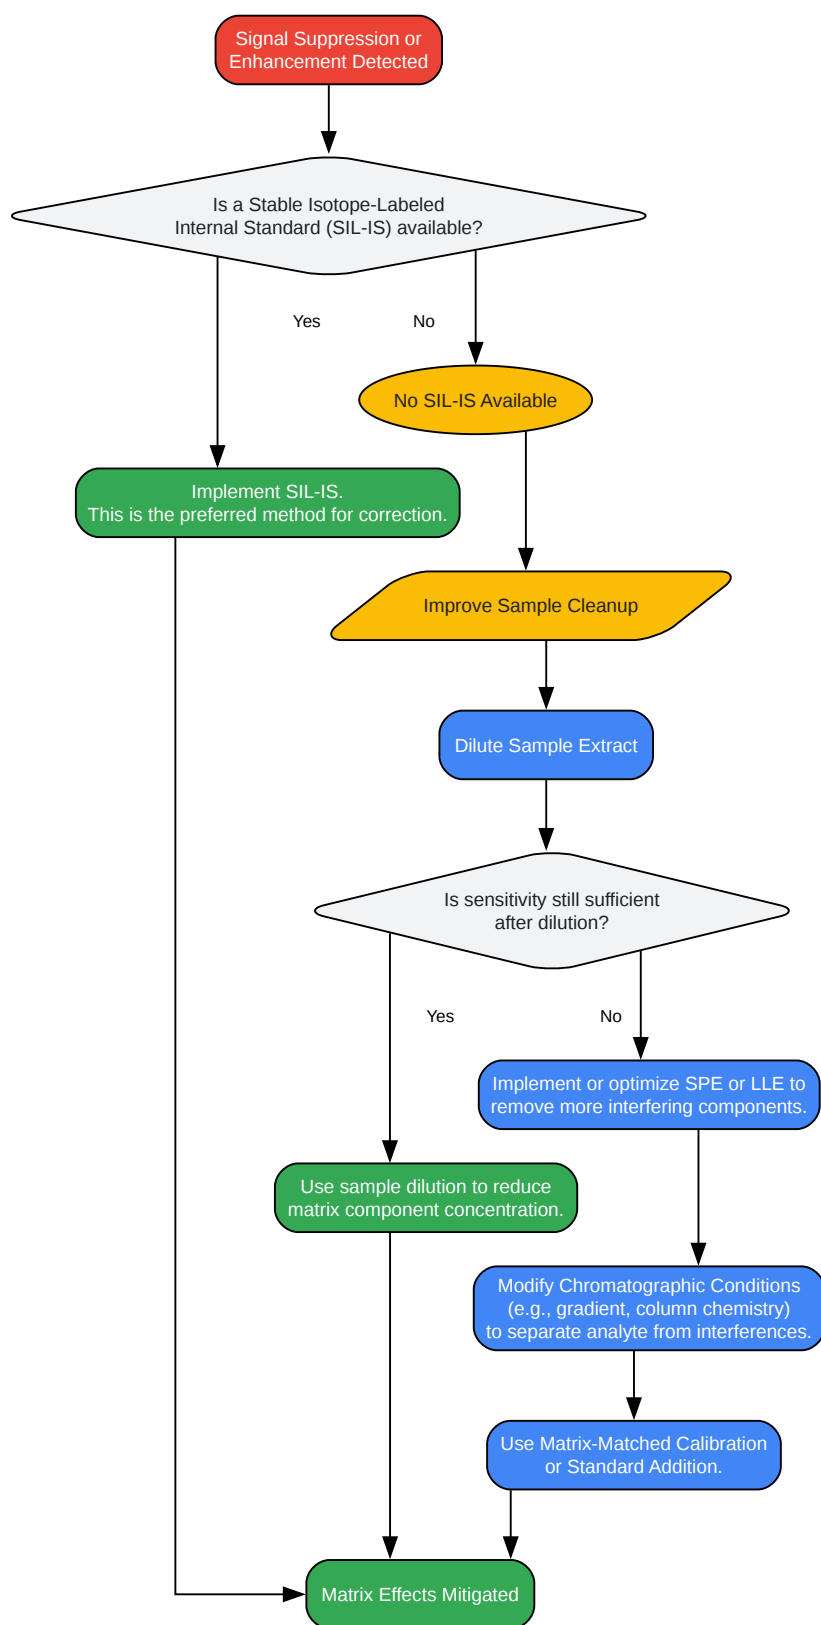 Signal Suppression or
Enhancement Detected
Is a Stable Isotope-Labeled
Internal Standard (SIL-IS) available?
Yes
No
No SIL-IS Available
Implement SIL-IS.
This is the preferred method for correction.
Improve Sample Cleanup
Dilute Sample Extract
Is sensitivity still sufficient
after dilution?
Yes
No
Implement or optimize SPE or LLE to
remove more interfering components.
Use sample dilution to reduce
matrix component concentration.
Modify Chromatographic Conditions
(e.g., gradient, column chemistry)
to separate analyte from interferences.
Use Matrix-Matched Calibration
or Standard Addition.
Matrix Effects Mitigated